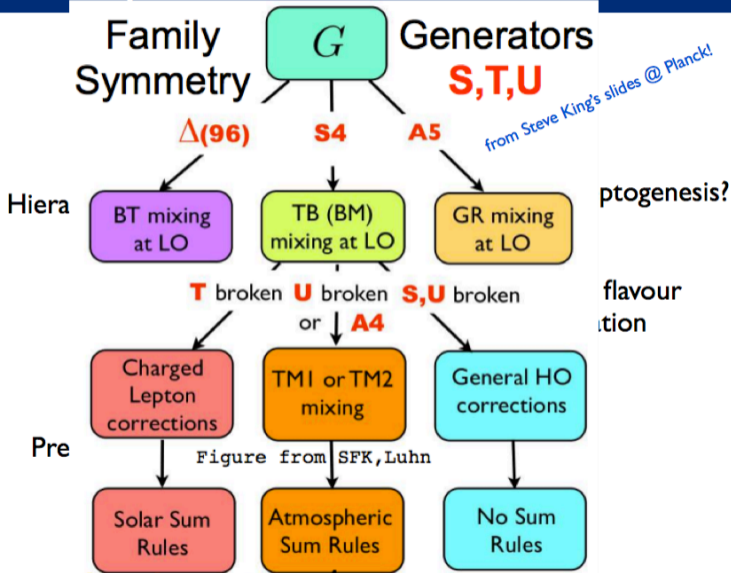 Family
Symmetry
G
Generators
S,T,U
from Steve King's slides @ Planck!
Δ(96)
S4
A5
Hiera
ptogenesis?
BT mixing
at LO
TB (BM)
mixing at LO
GR mixing
at LO
T broken U broken S,U broken
or A4
flavour
tion
Charged
Lepton
corrections
TM1 or TM2
mixing
General HO
corrections
Pre
Figure from SFK,Luhn
Solar Sum
Rules
Atmospheric
Sum Rules
No Sum
Rules